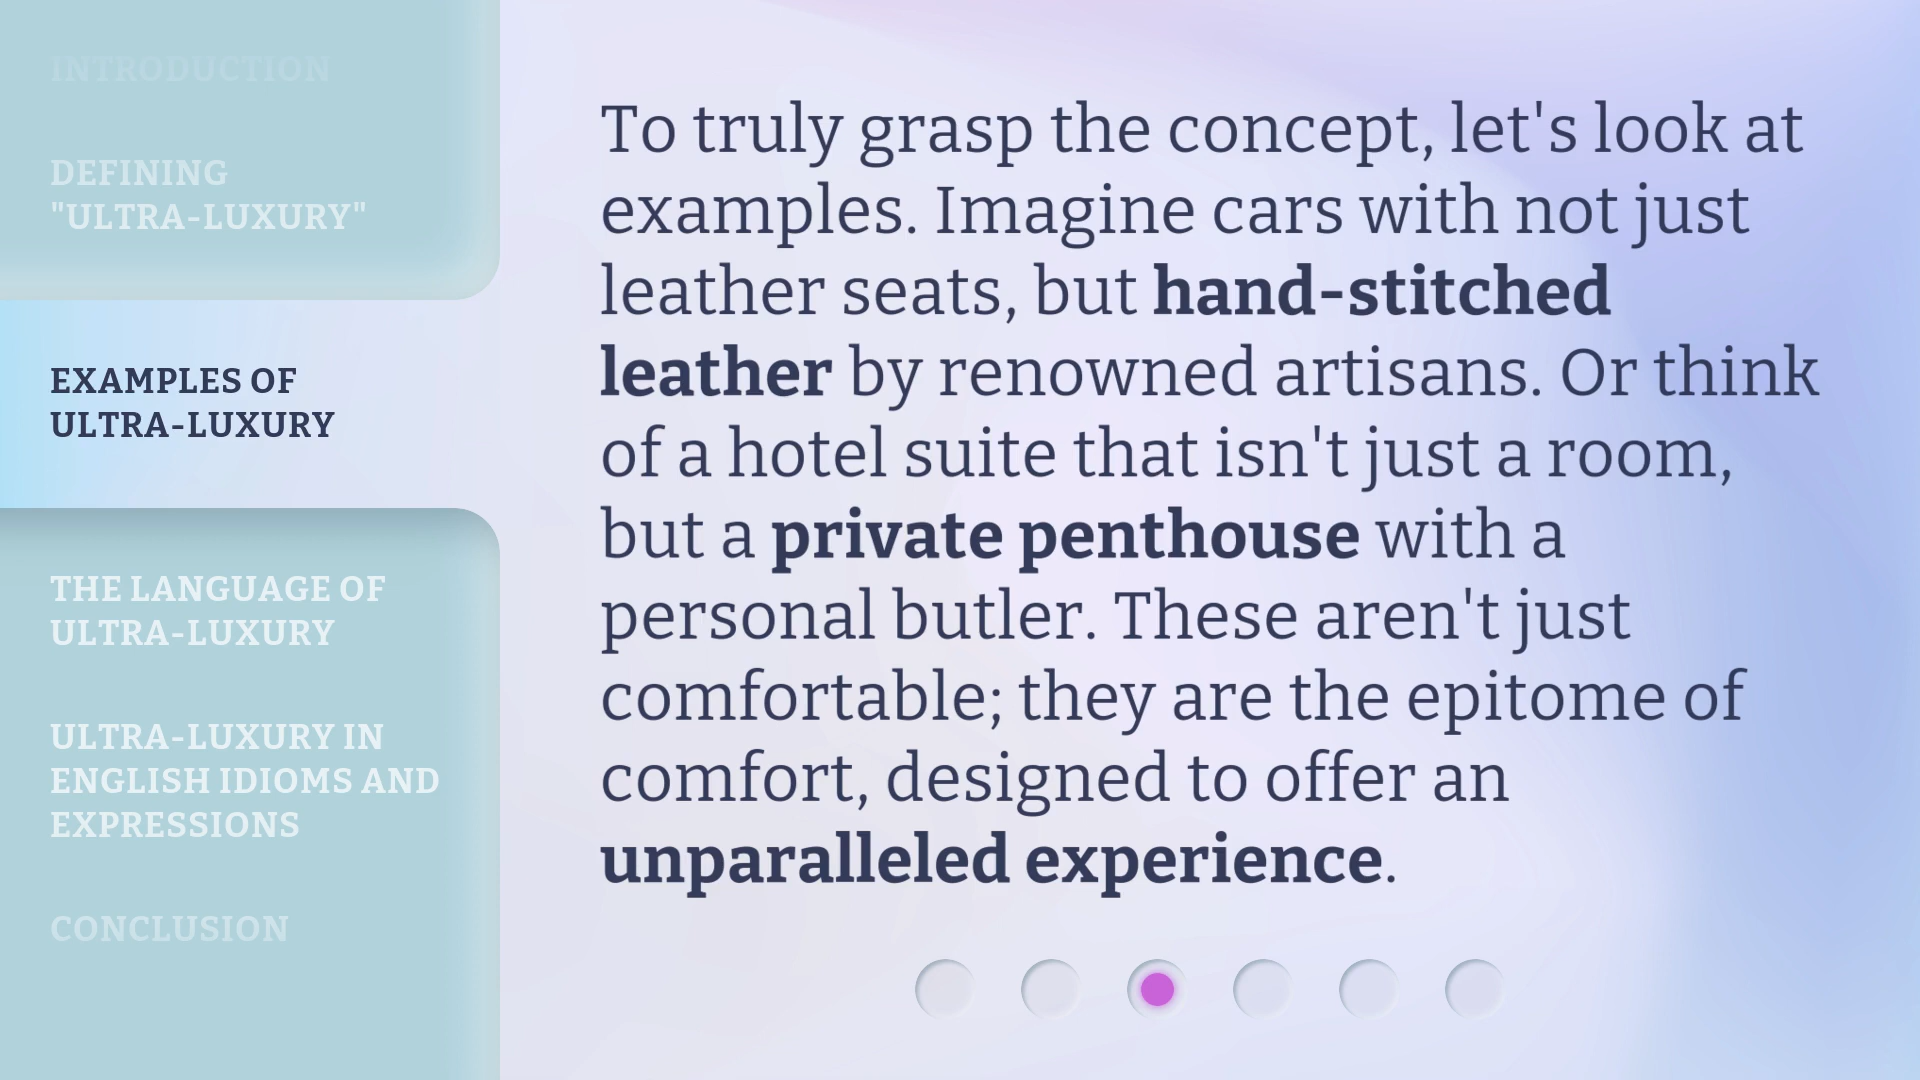 INTRODUCTION
DEFINING
"ULTRA-LUXURY"
EXAMPLES OF
ULTRA-LUXURY
THE LANGUAGE OF
ULTRA-LUXURY
ULTRA-LUXURY IN
ENGLISH IDIOMS AND
EXPRESSIONS
CONCLUSION
To truly grasp the concept, let's look at
examples. Imagine cars with not just
leather seats, but hand-stitched
leather by renowned artisans. Or think
of a hotel suite that isn't just a room,
but a private penthouse with a
personal butler. These aren't just
comfortable; they are the epitome of
comfort, designed to offer an
unparalleled experience.